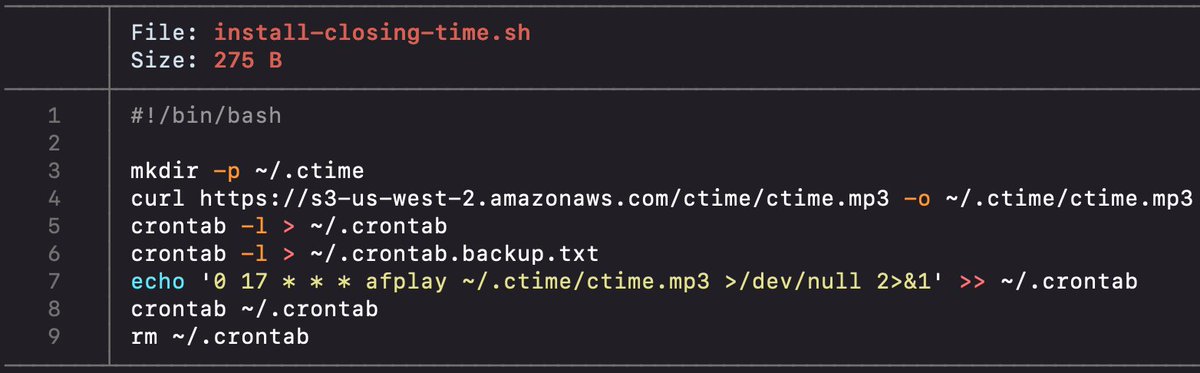 File: install-closing-time.sh
Size: 275 B
1 #!/bin/bash
2
3 mkdir -p ~/.ctime
4 curl https://s3-us-west-2.amazonaws.com/ctime/ctime.mp3 -o ~/.ctime/ctime.mp3
5 crontab -l > ~/.crontab
6 crontab -l > ~/.crontab.backup.txt
7 echo '0 17 * * * afplay ~/.ctime/ctime.mp3 >/dev/null 2>&1' >> ~/.crontab
8 crontab ~/.crontab
9 rm ~/.crontab